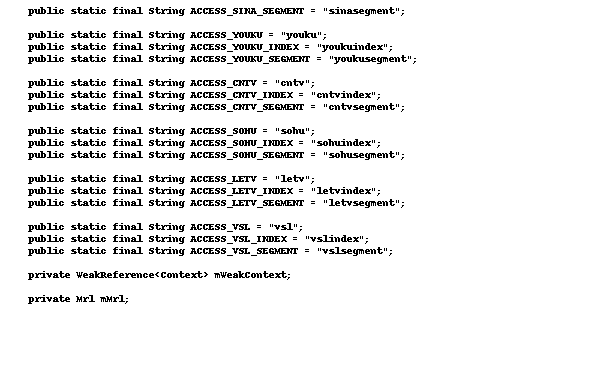 public static final String ACCESS_SINA_SEGMENT = "sinasegment";
public static final String ACCESS_YOUKU = "youku";
public static final String ACCESS_YOUKU_INDEX = "youkuindex";
public static final String ACCESS_YOUKU_SEGMENT = "youkusegment";
public static final String ACCESS_CNTV = "cntv";
public static final String ACCESS_CNTV_INDEX = "cntvindex";
public static final String ACCESS_CNTV_SEGMENT = "cntvsegment";
public static final String ACCESS_SOHU = "sohu";
public static final String ACCESS_SOHU_INDEX = "sohuindex";
public static final String ACCESS_SOHU_SEGMENT = "sohusegment";
public static final String ACCESS_LETV = "letv";
public static final String ACCESS_LETV_INDEX = "letvindex";
public static final String ACCESS_LETV_SEGMENT = "letvsegment";
public static final String ACCESS_VSL = "vsl";
public static final String ACCESS_VSL_INDEX = "vslindex";
public static final String ACCESS_VSL_SEGMENT = "vslsegment";
private WeakReference<Context> mWeakContext;
private Mrl mMrl;